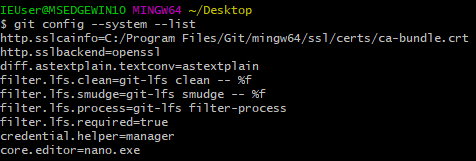 IEUser@MSEDGEWIN10 MINGW64 ~/Desktop
$ git config --system --list
http.sslcainfo=C:/Program Files/Git/mingw64/ssl/certs/ca-bundle.crt
http.sslbackend=openssl
diff.astextplain.textconv=astextplain
filter.lfs.clean=git-lfs clean -- %f
filter.lfs.smudge=git-lfs smudge -- %f
filter.lfs.process=git-lfs filter-process
filter.lfs.required=true
credential.helper=manager
core.editor=nano.exe